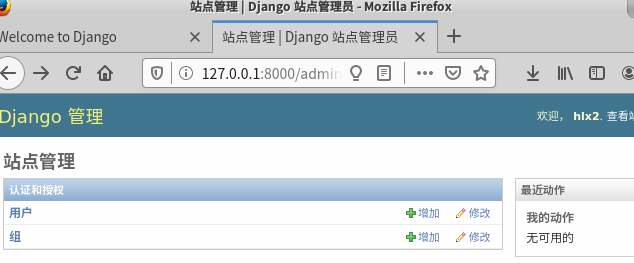 站点管理 | Django 站点管理员 - Mozilla Firefox
Welcome to Django
站点管理 | Django 站点管理员
127.0.0.1:8000/admin
Django 管理
欢迎， hlx2. 查看站
站点管理
认证和授权
最近动作
用户
增加
修改
我的动作
组
增加
修改
无可用的